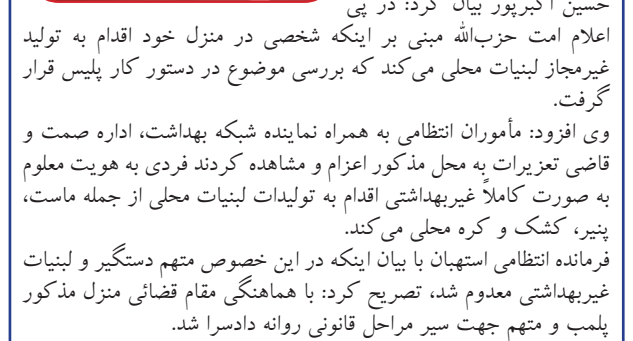 حسین اکبرپور بیان کرد: در پی
اعلام امت حزب‌الله مبنی بر اینکه شخصی در منزل خود اقدام به تولید
غیرمجاز لبنیات محلی می‌کند که بررسی موضوع در دستور کار پلیس قرار
گرفت.
وی افزود: مأموران انتظامی به همراه نماینده شبکه بهداشت، اداره صمت و
قاضی تعزیرات به محل مذکور اعزام و مشاهده کردند فردی به هویت معلوم
به صورت کاملاً غیربهداشتی اقدام به تولیدات لبنیات محلی از جمله ماست،
پنیر، کشک و کره محلی می‌کند.
فرمانده انتظامی استهبان با بیان اینکه در این خصوص متهم دستگیر و لبنیات
غیربهداشتی معدوم شد، تصریح کرد: با هماهنگی مقام قضائی منزل مذکور
پلمب و متهم جهت سیر مراحل قانونی روانه دادسرا شد.